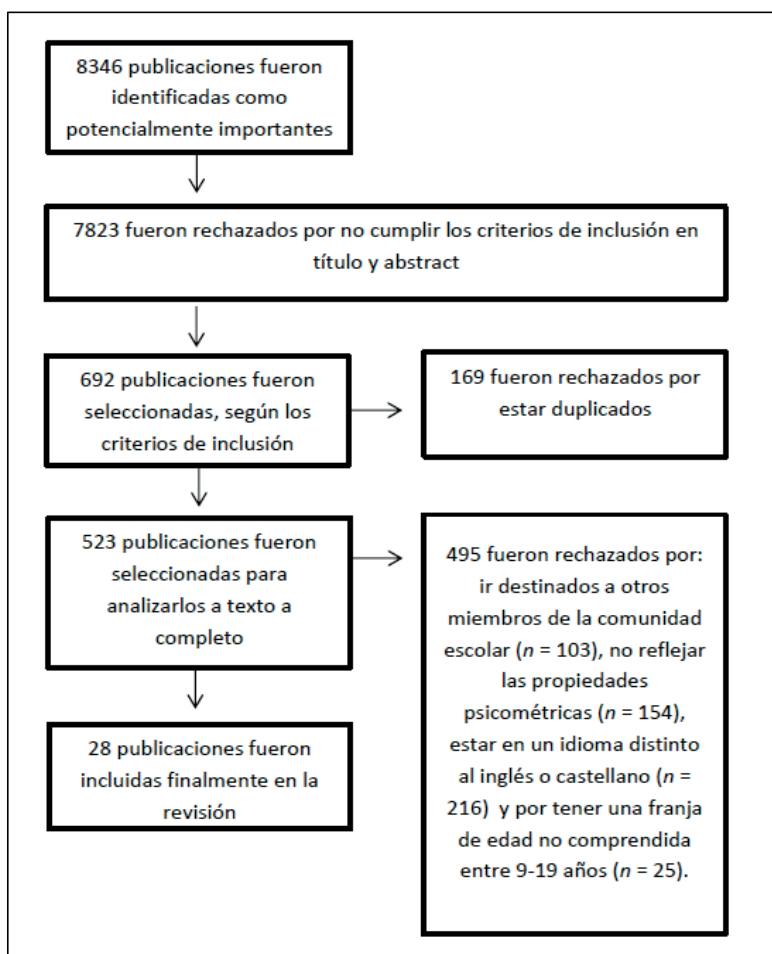 8346 publicaciones fueron
identificadas como
potencialmente importantes
7823 fueron rechazados por no cumplir los criterios de inclusión en
título y abstract
692 publicaciones fueron
seleccionadas, según los
criterios de inclusión
169 fueron rechazados por
estar duplicados
523 publicaciones fueron
seleccionadas para
analizarlos a texto a
completo
495 fueron rechazados por:
ir destinados a otros
miembros de la comunidad
escolar (n = 103), no reflejar
las propiedades
psicométricas (n = 154),
estar en un idioma distinto
al inglés o castellano (n =
216) y por tener una franja
de edad no comprendida
entre 9-19 años (n = 25).
28 publicaciones fueron
incluidas finalmente en la
revisión